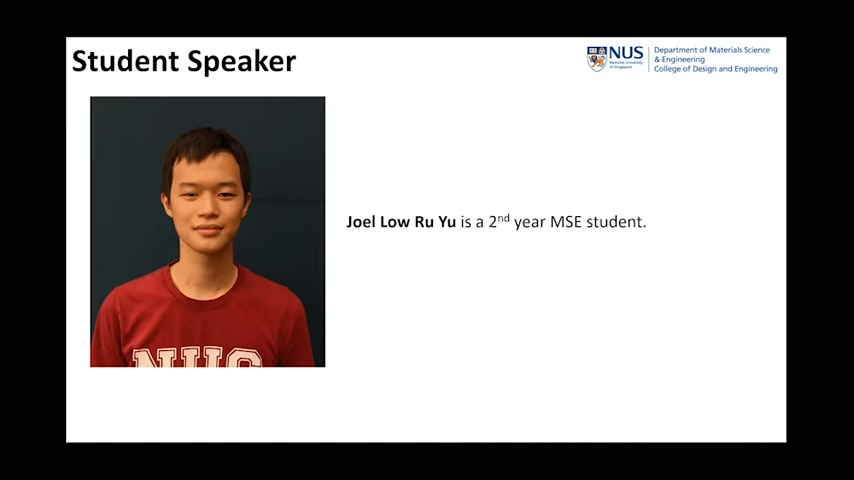 Student Speaker
NUS
National University
of Singapore
Department of Materials Science
& Engineering
College of Design and Engineering
Joel Low Ru Yu is a 2nd year MSE student.
NUS